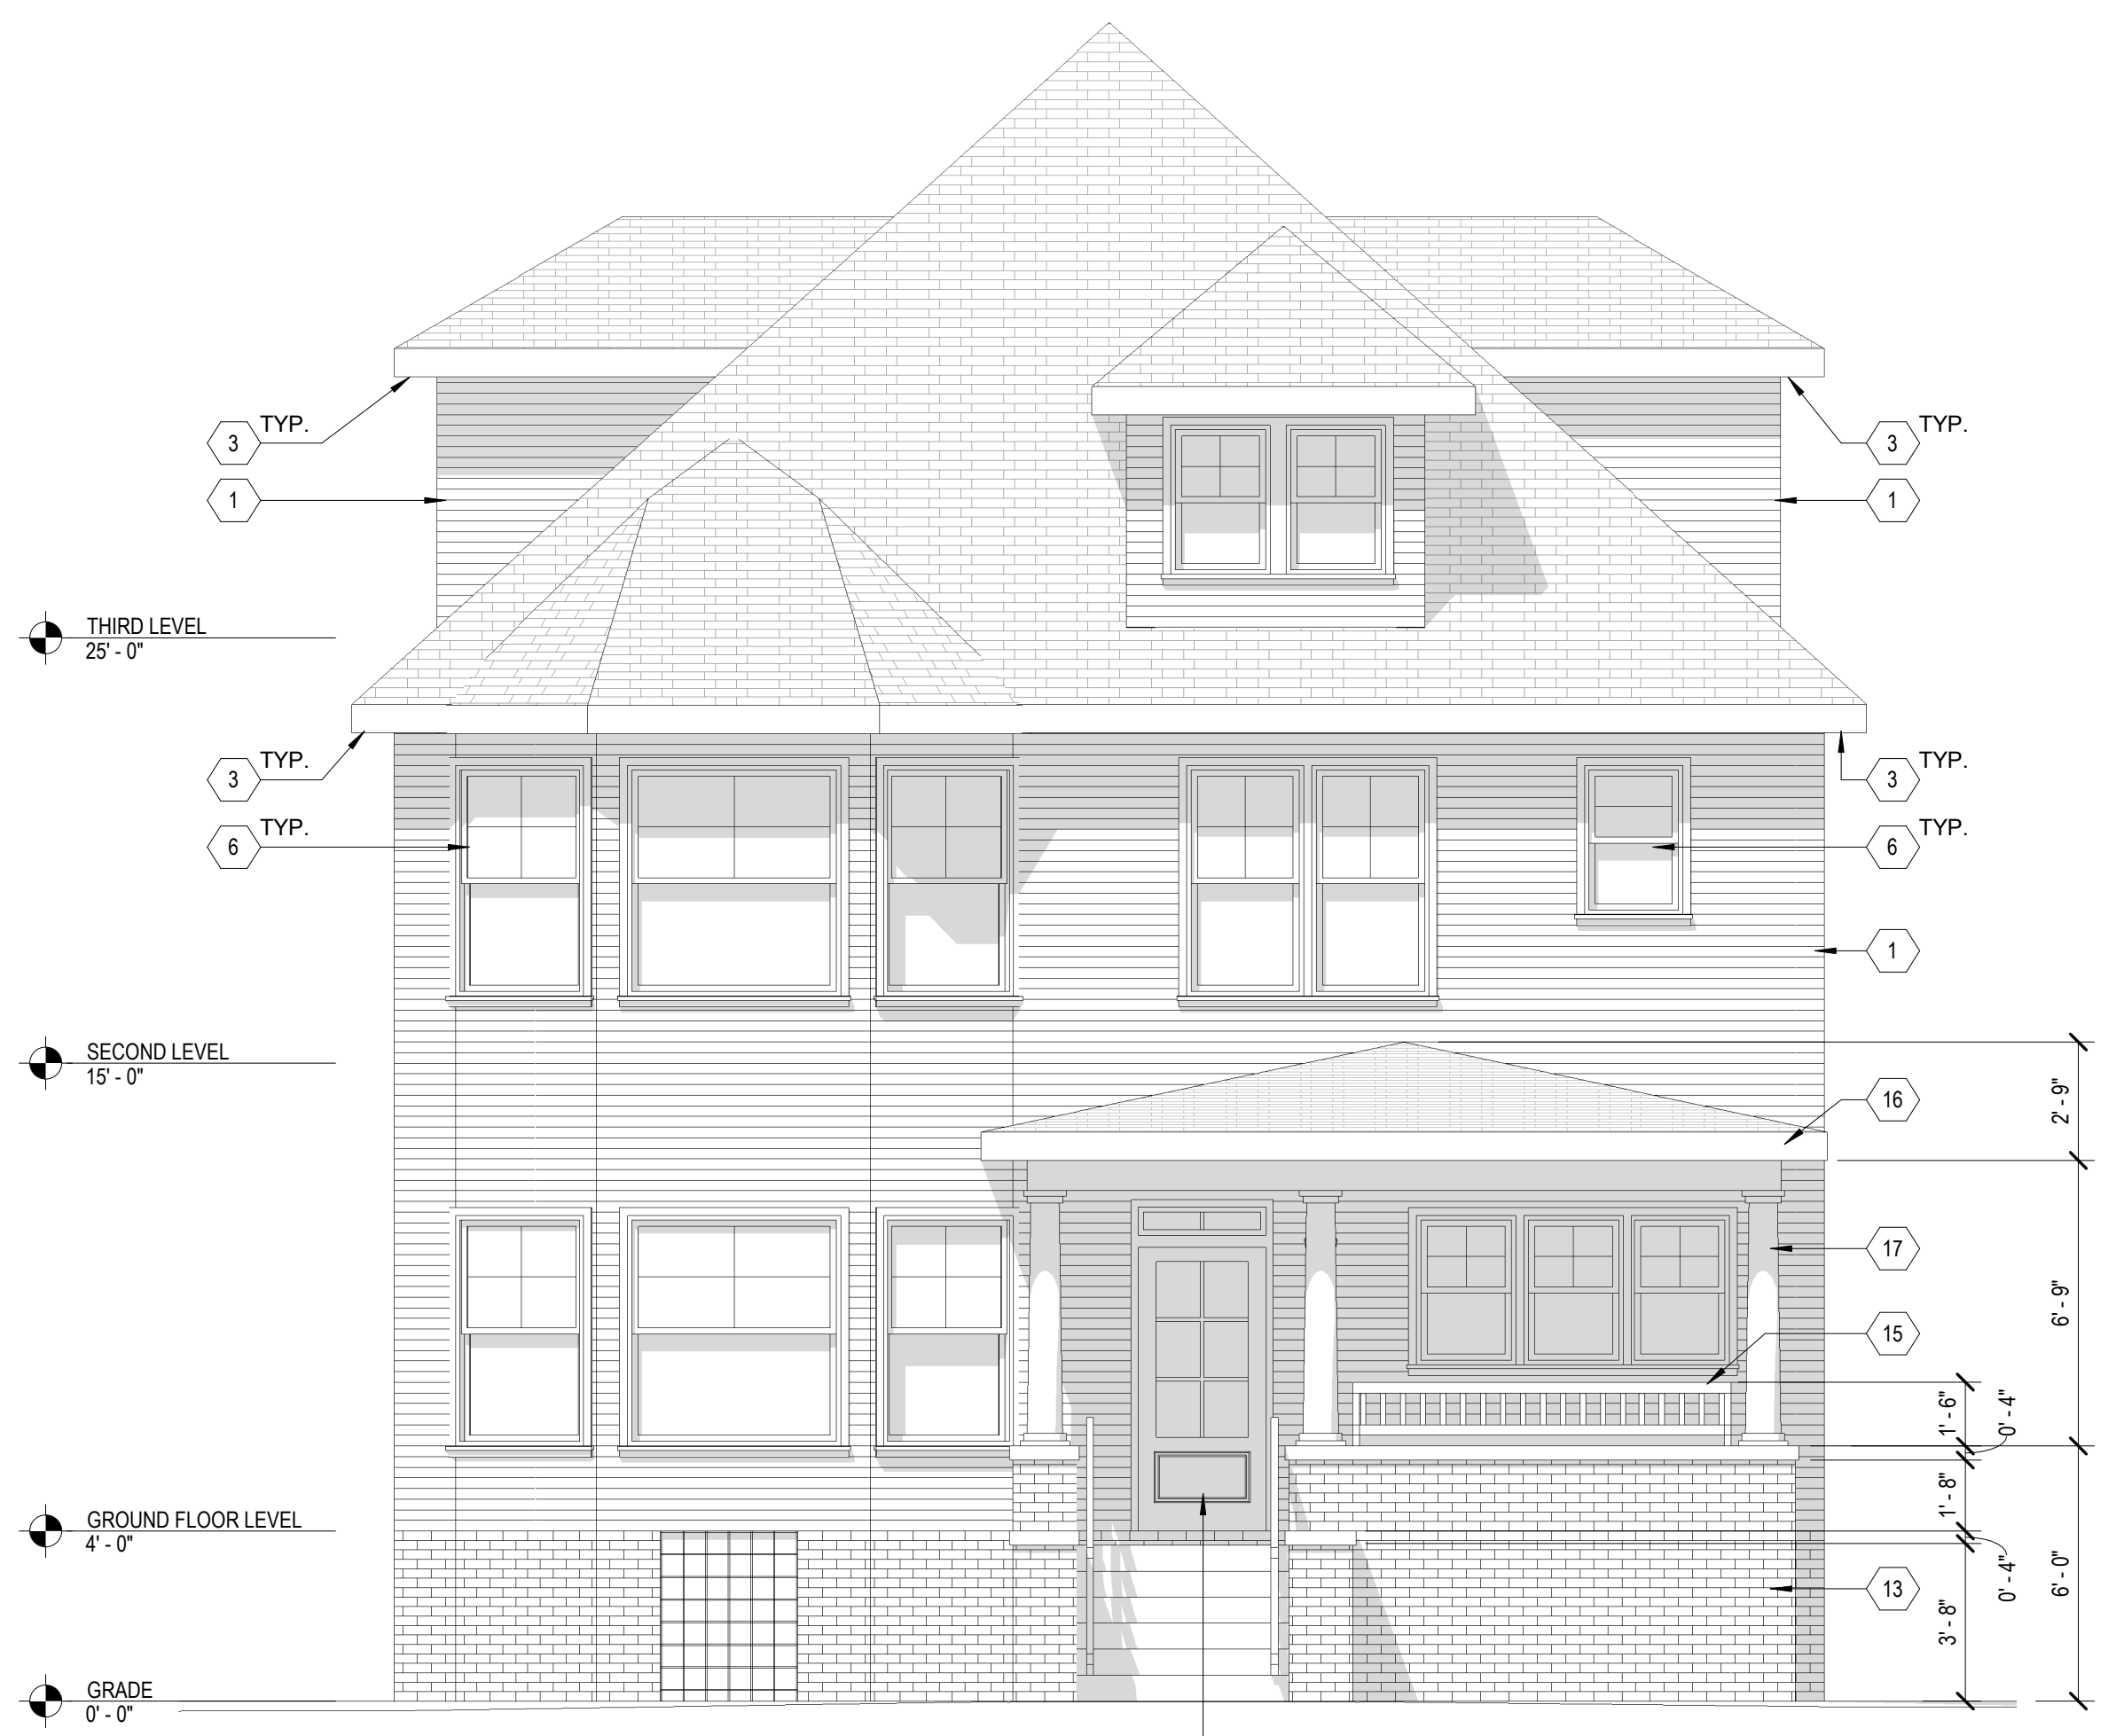 3 TYP.
1
3 TYP.
1
THIRD LEVEL
25' - 0"
3 TYP.
6 TYP.
3 TYP.
6 TYP.
1
SECOND LEVEL
15' - 0"
16
2' - 9"
17
6' - 9"
15
1' - 6"
0' - 4"
1' - 8"
GROUND FLOOR LEVEL
4' - 0"
0' - 4"
13
3' - 8"
6' - 0"
GRADE
0' - 0"